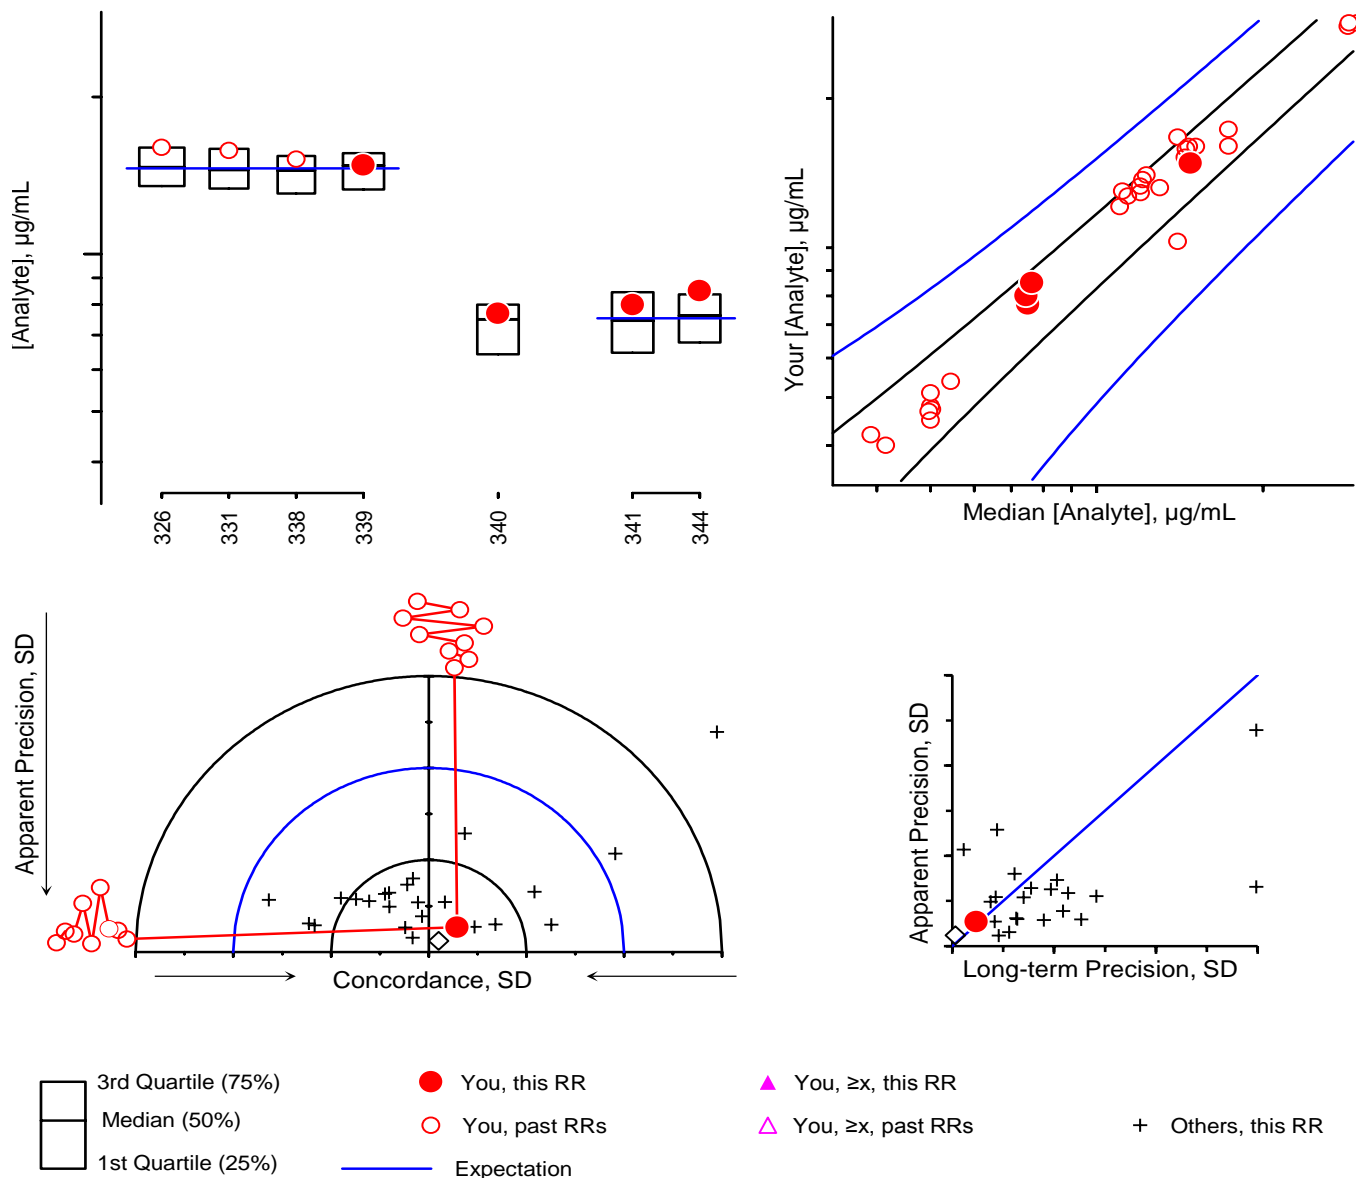 [Analyte], µg/mL
326
331
338
339
340
341
344
Your [Analyte], µg/mL
Median [Analyte], µg/mL
Apparent Precision, SD
Concordance, SD
Apparent Precision, SD
Long-term Precision, SD
3rd Quartile (75%)
Median (50%)
1st Quartile (25%)
You, this RR
You, past RRs
Expectation
You, ≥x, this RR
You, ≥x, past RRs
Others, this RR